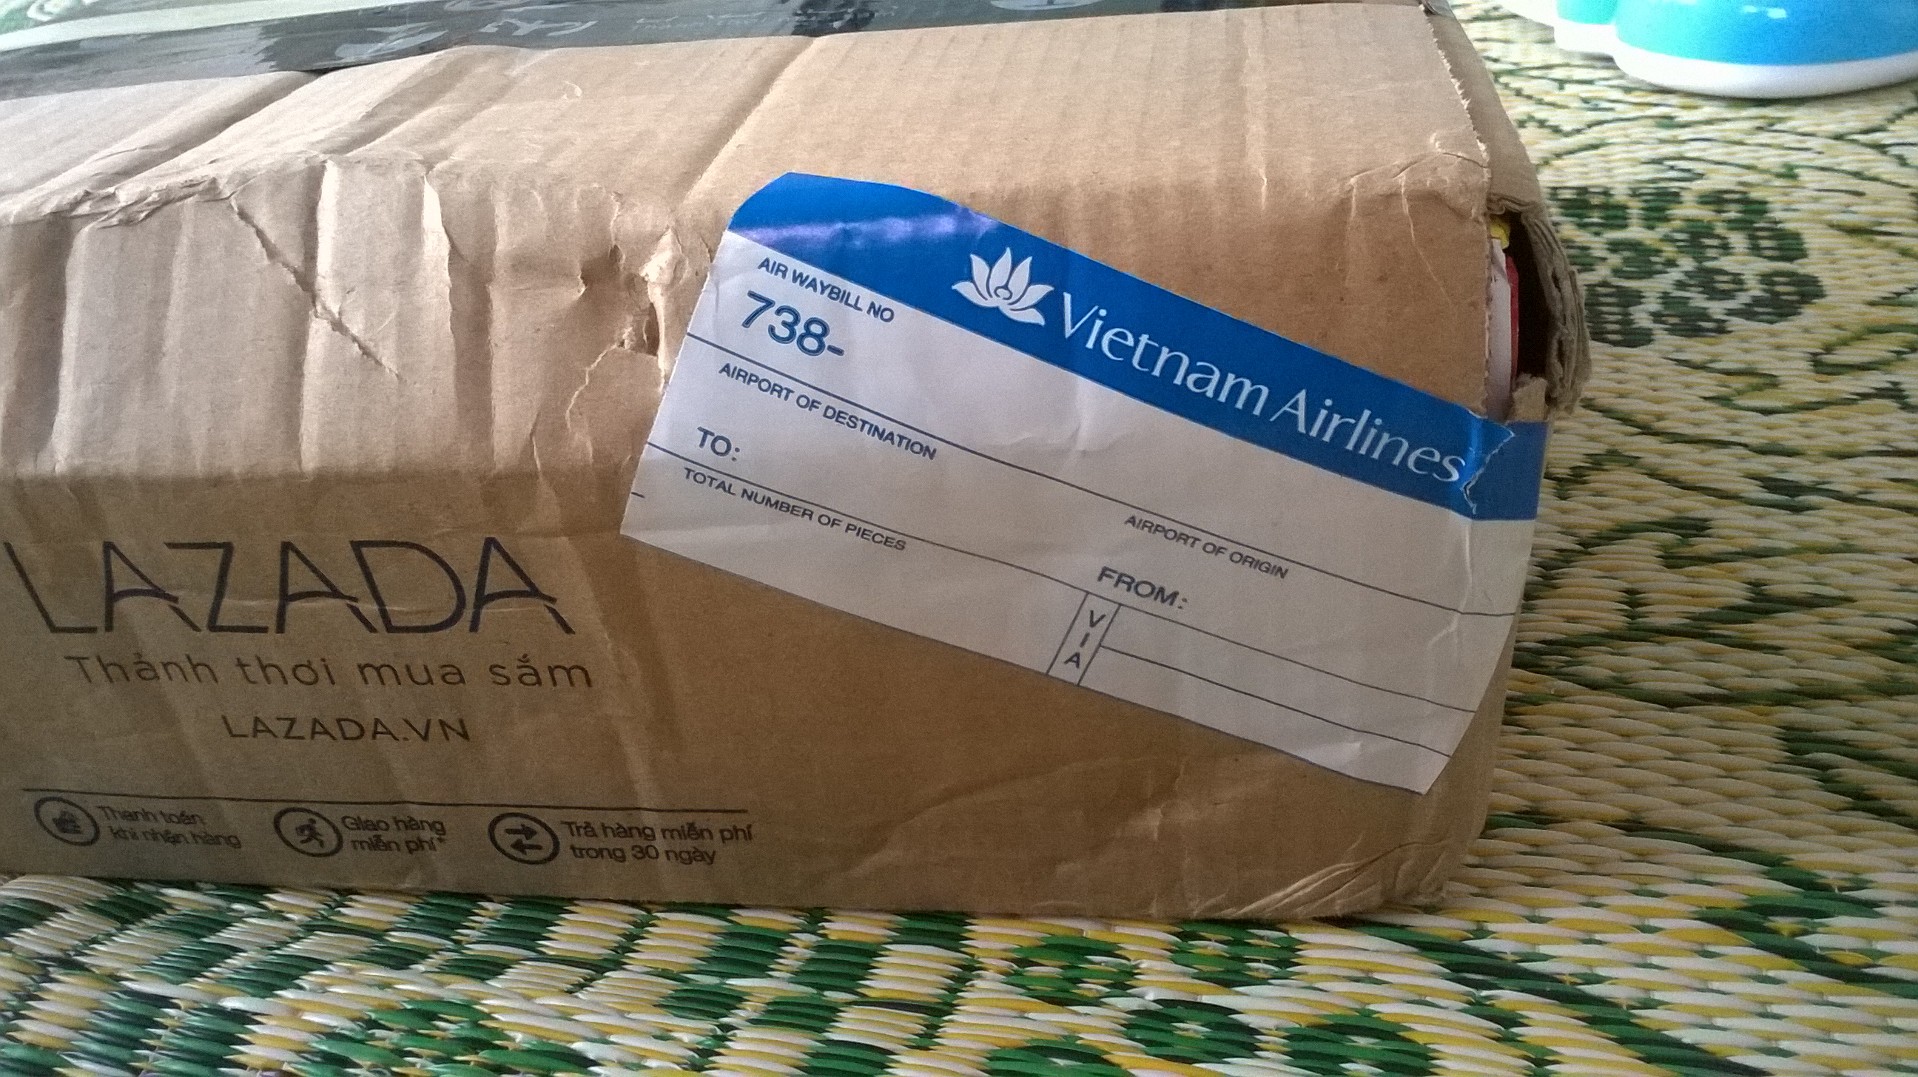 Vietnam Airlines
AIR WAYBILL NO
738-
AIRPORT OF DESTINATION
TO:
AIRPORT OF ORIGIN
FROM:
TOTAL NUMBER OF PIECES
VIA
LAZADA
Thảnh thơi mua sắm
LAZADA.VN
Thanh toán
khi nhận hàng
Giao hàng
miễn phí*
Trả hàng miễn phí
trong 30 ngày